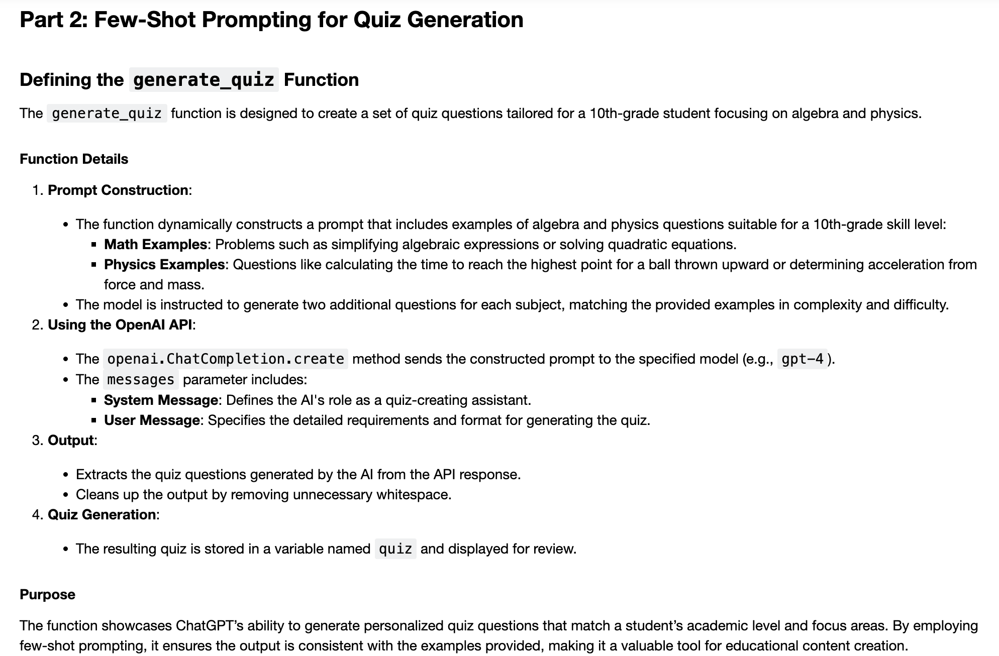 Part 2: Few-Shot Prompting for Quiz Generation
Defining the generate_quiz Function
The generate_quiz function is designed to create a set of quiz questions tailored for a 10th-grade student focusing on algebra and physics.
Function Details
1. Prompt Construction:
• The function dynamically constructs a prompt that includes examples of algebra and physics questions suitable for a 10th-grade skill level:
▪ Math Examples: Problems such as simplifying algebraic expressions or solving quadratic equations.
▪ Physics Examples: Questions like calculating the time to reach the highest point for a ball thrown upward or determining acceleration from
force and mass.
• The model is instructed to generate two additional questions for each subject, matching the provided examples in complexity and difficulty.
2. Using the OpenAI API:
• The openai.ChatCompletion.create method sends the constructed prompt to the specified model (e.g., gpt-4).
• The messages parameter includes:
▪ System Message: Defines the AI's role as a quiz-creating assistant.
▪ User Message: Specifies the detailed requirements and format for generating the quiz.
3. Output:
• Extracts the quiz questions generated by the AI from the API response.
• Cleans up the output by removing unnecessary whitespace.
4. Quiz Generation:
• The resulting quiz is stored in a variable named quiz and displayed for review.
Purpose
The function showcases ChatGPT’s ability to generate personalized quiz questions that match a student’s academic level and focus areas. By employing
few-shot prompting, it ensures the output is consistent with the examples provided, making it a valuable tool for educational content creation.